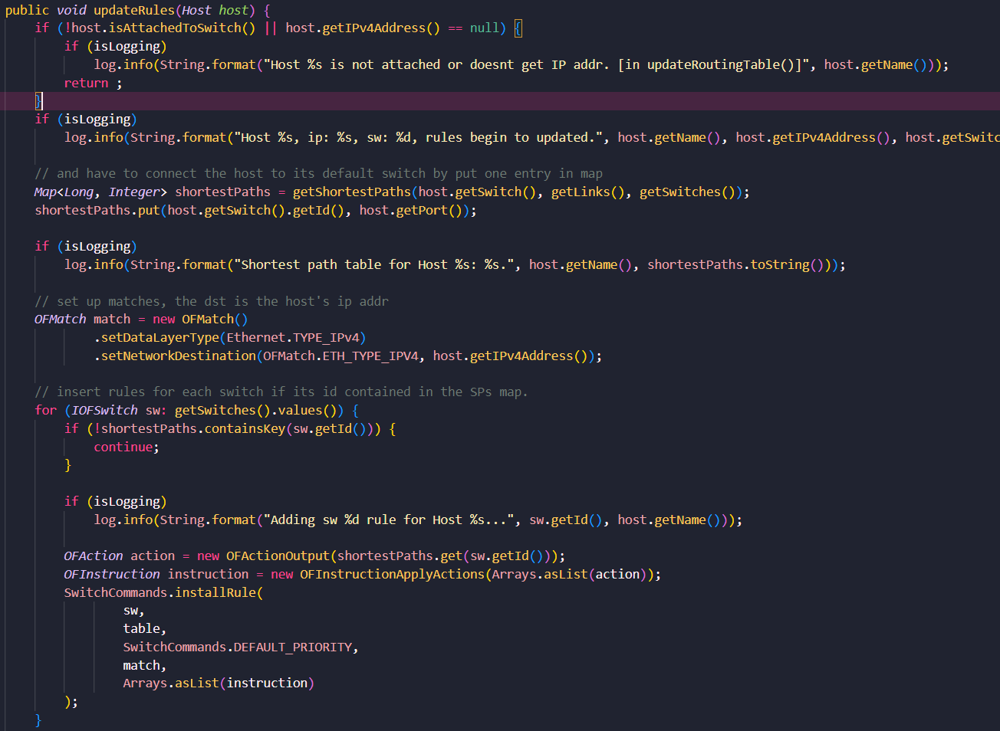 public void updateRules(Host host) {
    if (!host.isAttachedToSwitch() || host.getIPv4Address() == null) {
        if (isLogging)
            log.info(String.format("Host %s is not attached or doesnt get IP addr. [in updateRoutingTable()]", host.getName()));
        return ;
    }
    if (isLogging)
        log.info(String.format("Host %s, ip: %s, sw: %d, rules begin to updated.", host.getName(), host.getIPv4Address(), host.getSwitc
    // and have to connect the host to its default switch by put one entry in map
    Map<Long, Integer> shortestPaths = getShortestPaths(host.getSwitch(), getLinks(), getSwitches());
    shortestPaths.put(host.getSwitch().getId(), host.getPort());
    if (isLogging)
        log.info(String.format("Shortest path table for Host %s: %s.", host.getName(), shortestPaths.toString()));
    // set up matches, the dst is the host's ip addr
    OFMatch match = new OFMatch()
            .setDataLayerType(Ethernet.TYPE_IPv4)
            .setNetworkDestination(OFMatch.ETH_TYPE_IPV4, host.getIPv4Address());
    // insert rules for each switch if its id contained in the SPs map.
    for (IOFSwitch sw: getSwitches().values()) {
        if (!shortestPaths.containsKey(sw.getId())) {
            continue;
        }
        if (isLogging)
            log.info(String.format("Adding sw %d rule for Host %s...", sw.getId(), host.getName()));
        OFAction action = new OFActionOutput(shortestPaths.get(sw.getId()));
        OFInstruction instruction = new OFInstructionApplyActions(Arrays.asList(action));
        SwitchCommands.installRule(
                sw,
                table,
                SwitchCommands.DEFAULT_PRIORITY,
                match,
                Arrays.asList(instruction)
        );
    }